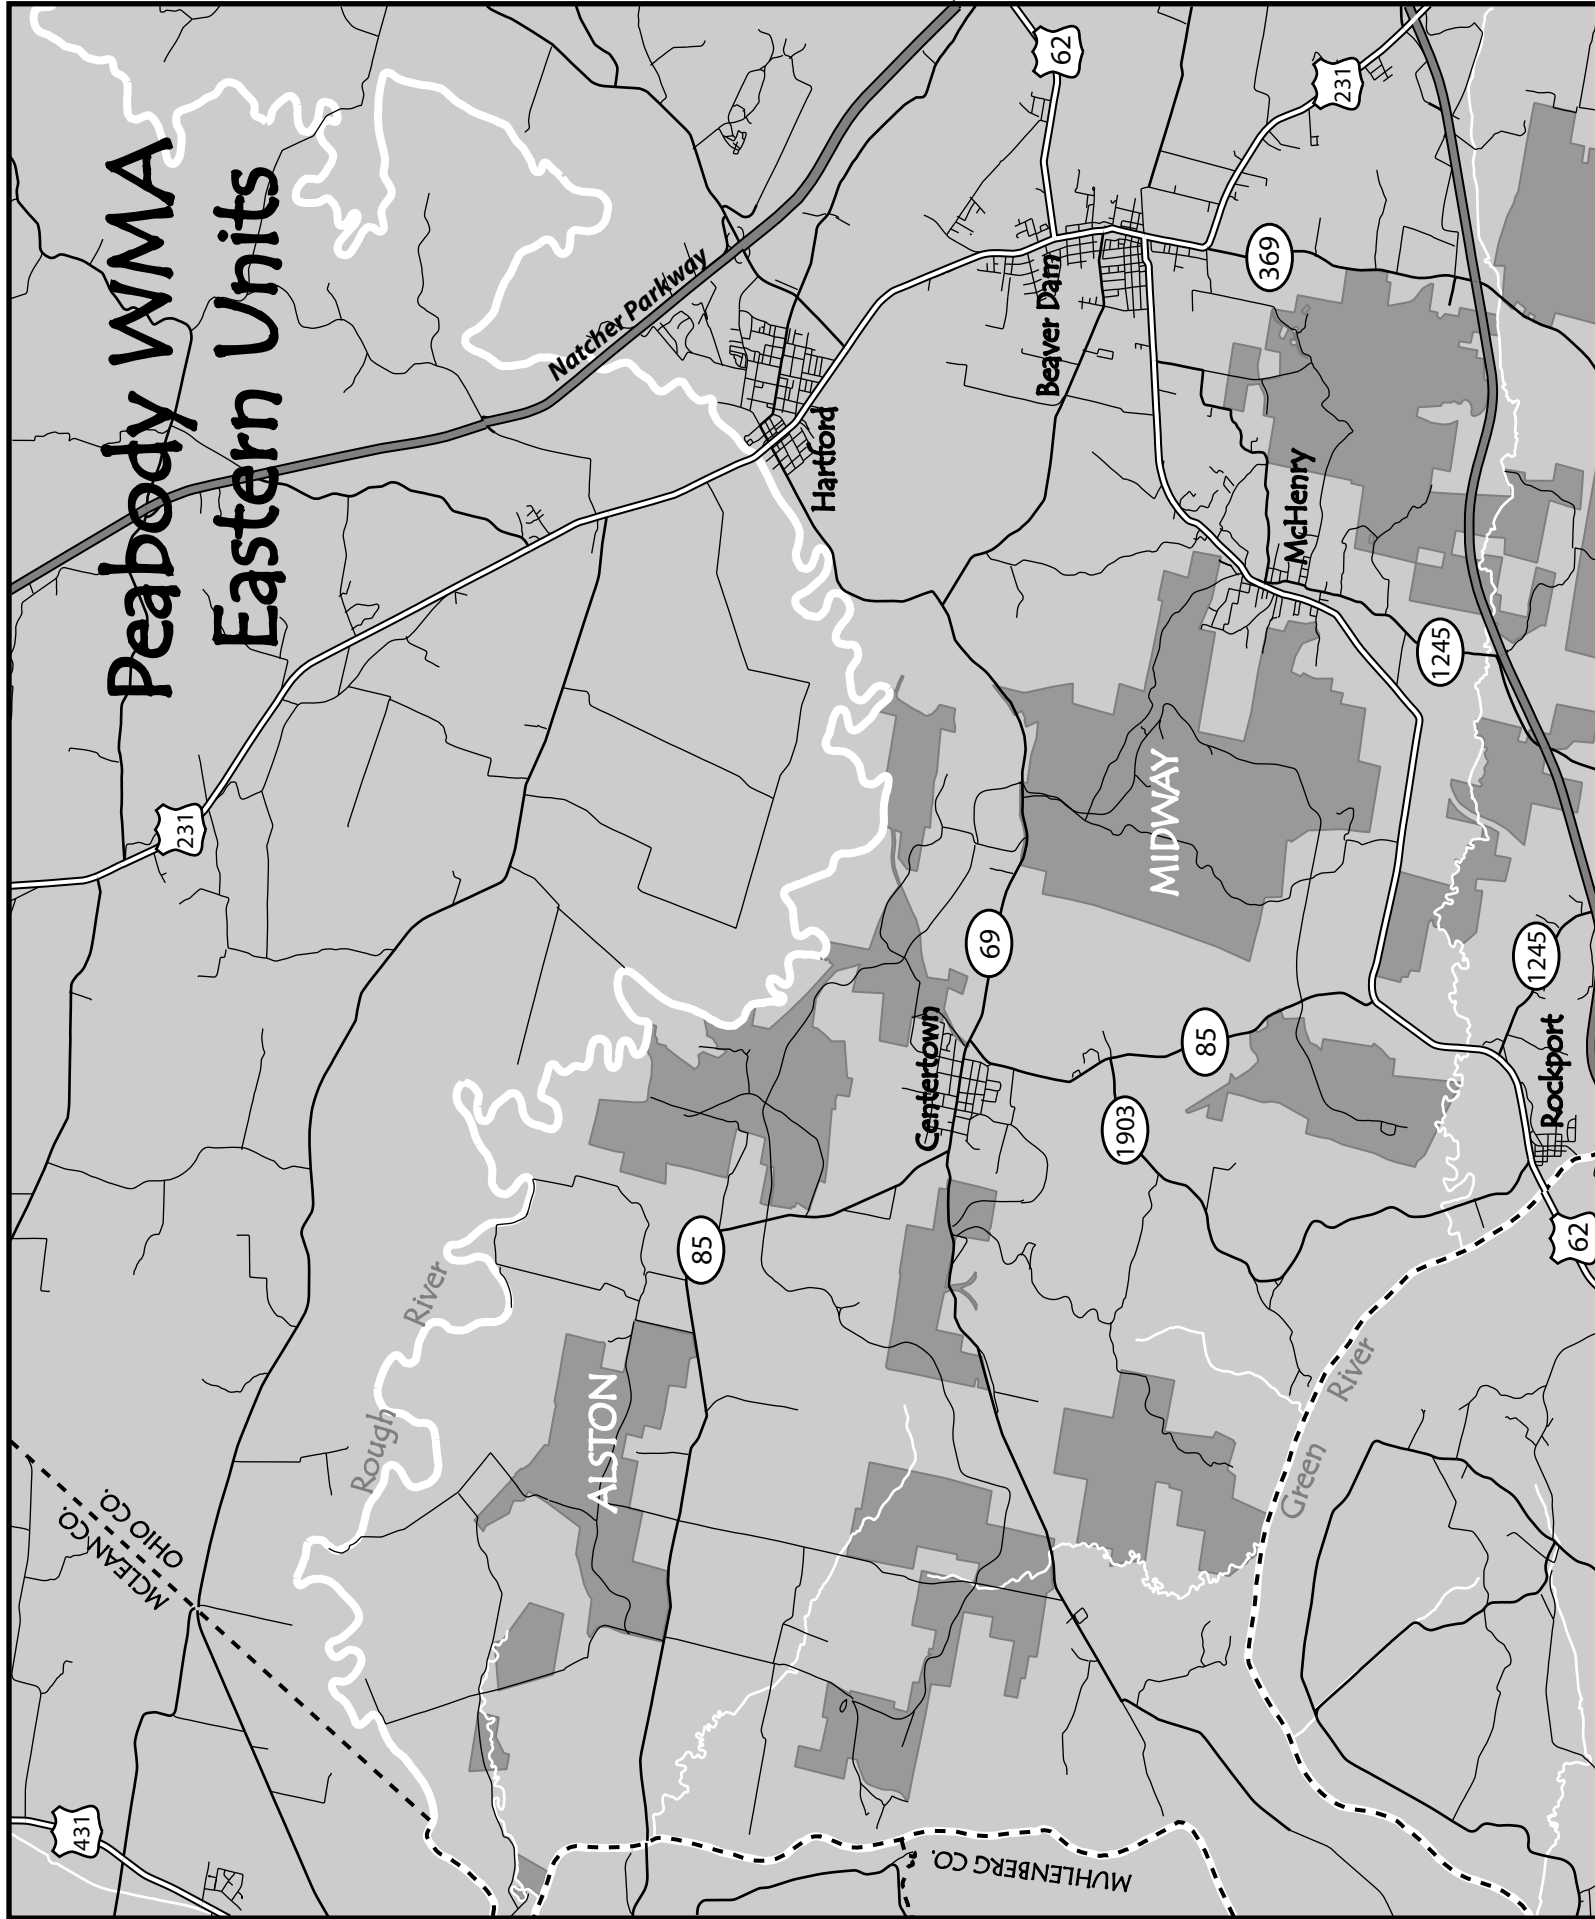 Peabody WMA
Eastern Units
Natcher Parkway
62
231
231
369
Beaver Dam
Hartford
McHenry
1245
MIDWAY
69
1245
Centertown
85
1903
Rockport
85
62
Rough
River
ALSTON
Green
River
MCLEAN CO.
OHIO CO.
431
MUHLENBERG CO.